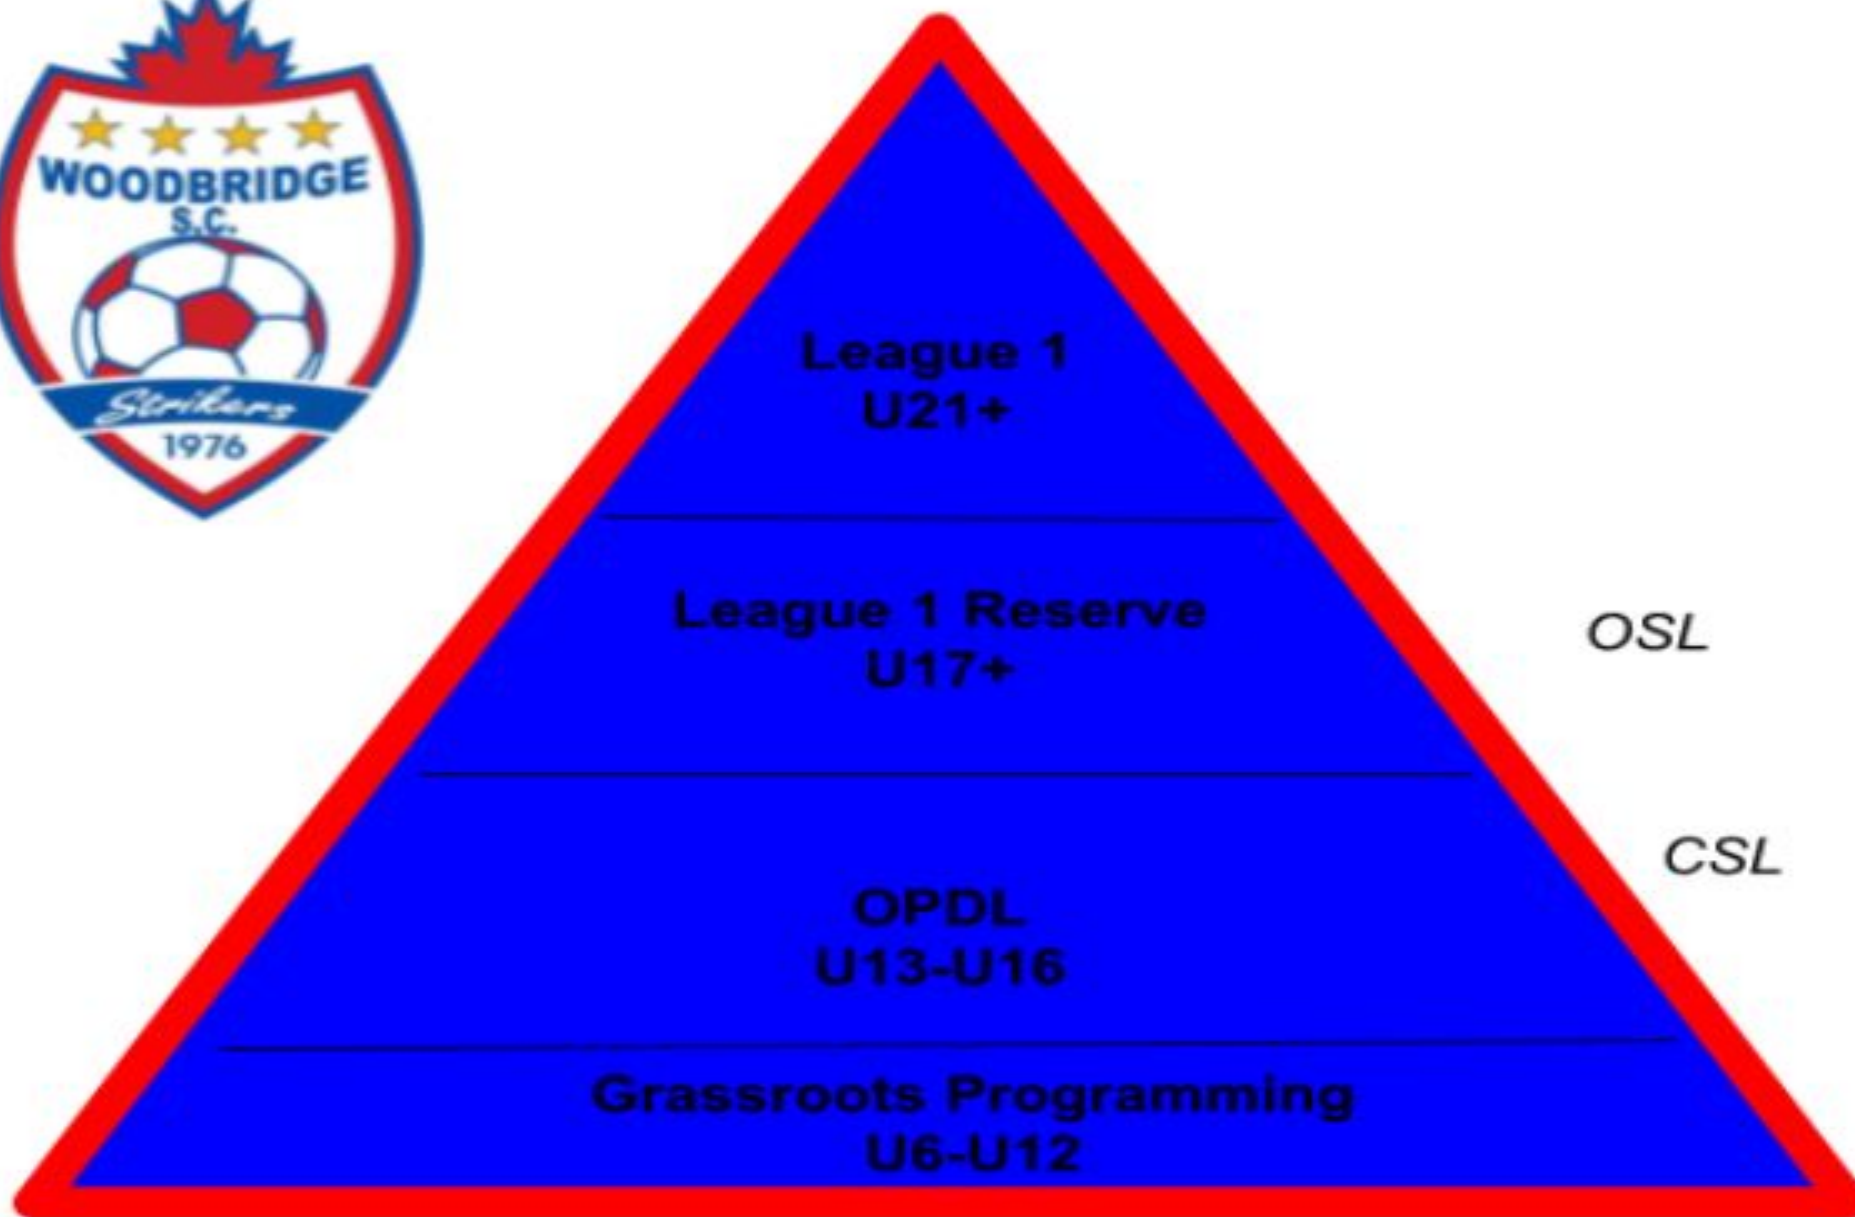 WOODBRIDGE
S.C.
Strikers
1976
League 1
U21+
League 1 Reserve
U17+
OSL
CSL
OPDL
U13-U16
Grassroots Programming
U6-U12